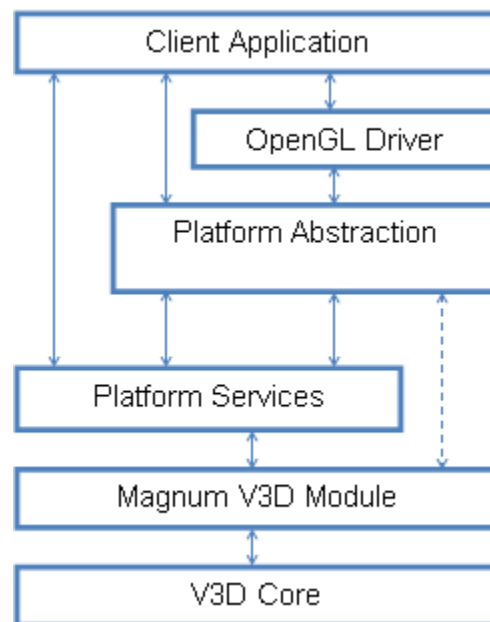 Client Application
OpenGL Driver
Platform Abstraction
Platform Services
Magnum V3D Module
V3D Core